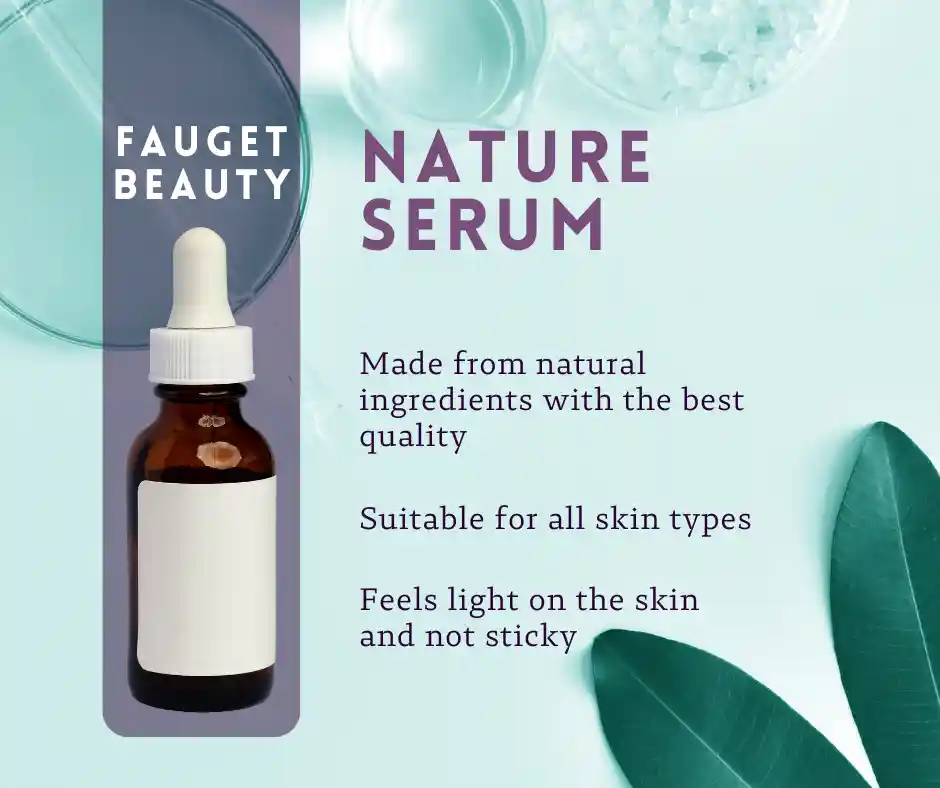 FAUGET
BEAUTY
NATURE
SERUM
Made from natural
ingredients with the best
quality
Suitable for all skin types
Feels light on the skin
and not sticky